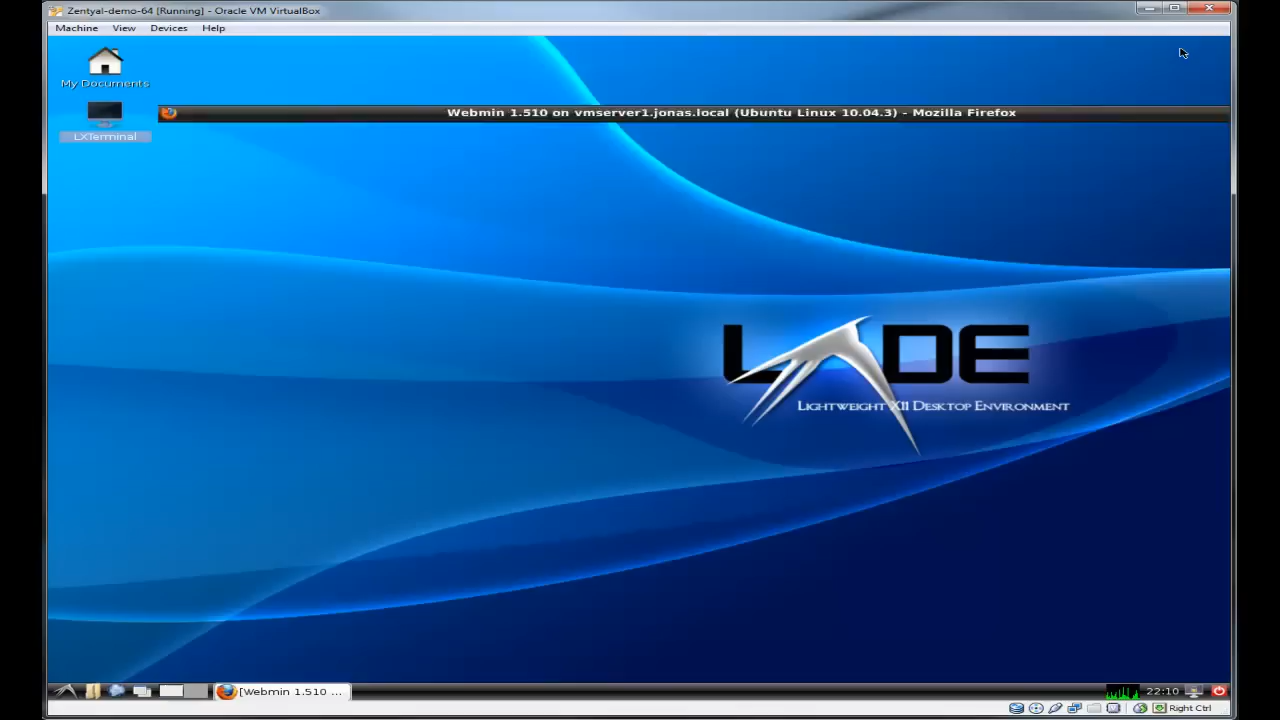 Zentyal-demo-64 [Running] - Oracle VM VirtualBox
Machine View Devices Help
My Documents
Webmin 1.510 on vmserver1.jonas.local (Ubuntu Linux 10.04.3) - Mozilla Firefox
LXTerminal
LXDE
Lightweight X11 Desktop Environment
[Webmin 1.510 ...
22:10
Right Ctrl